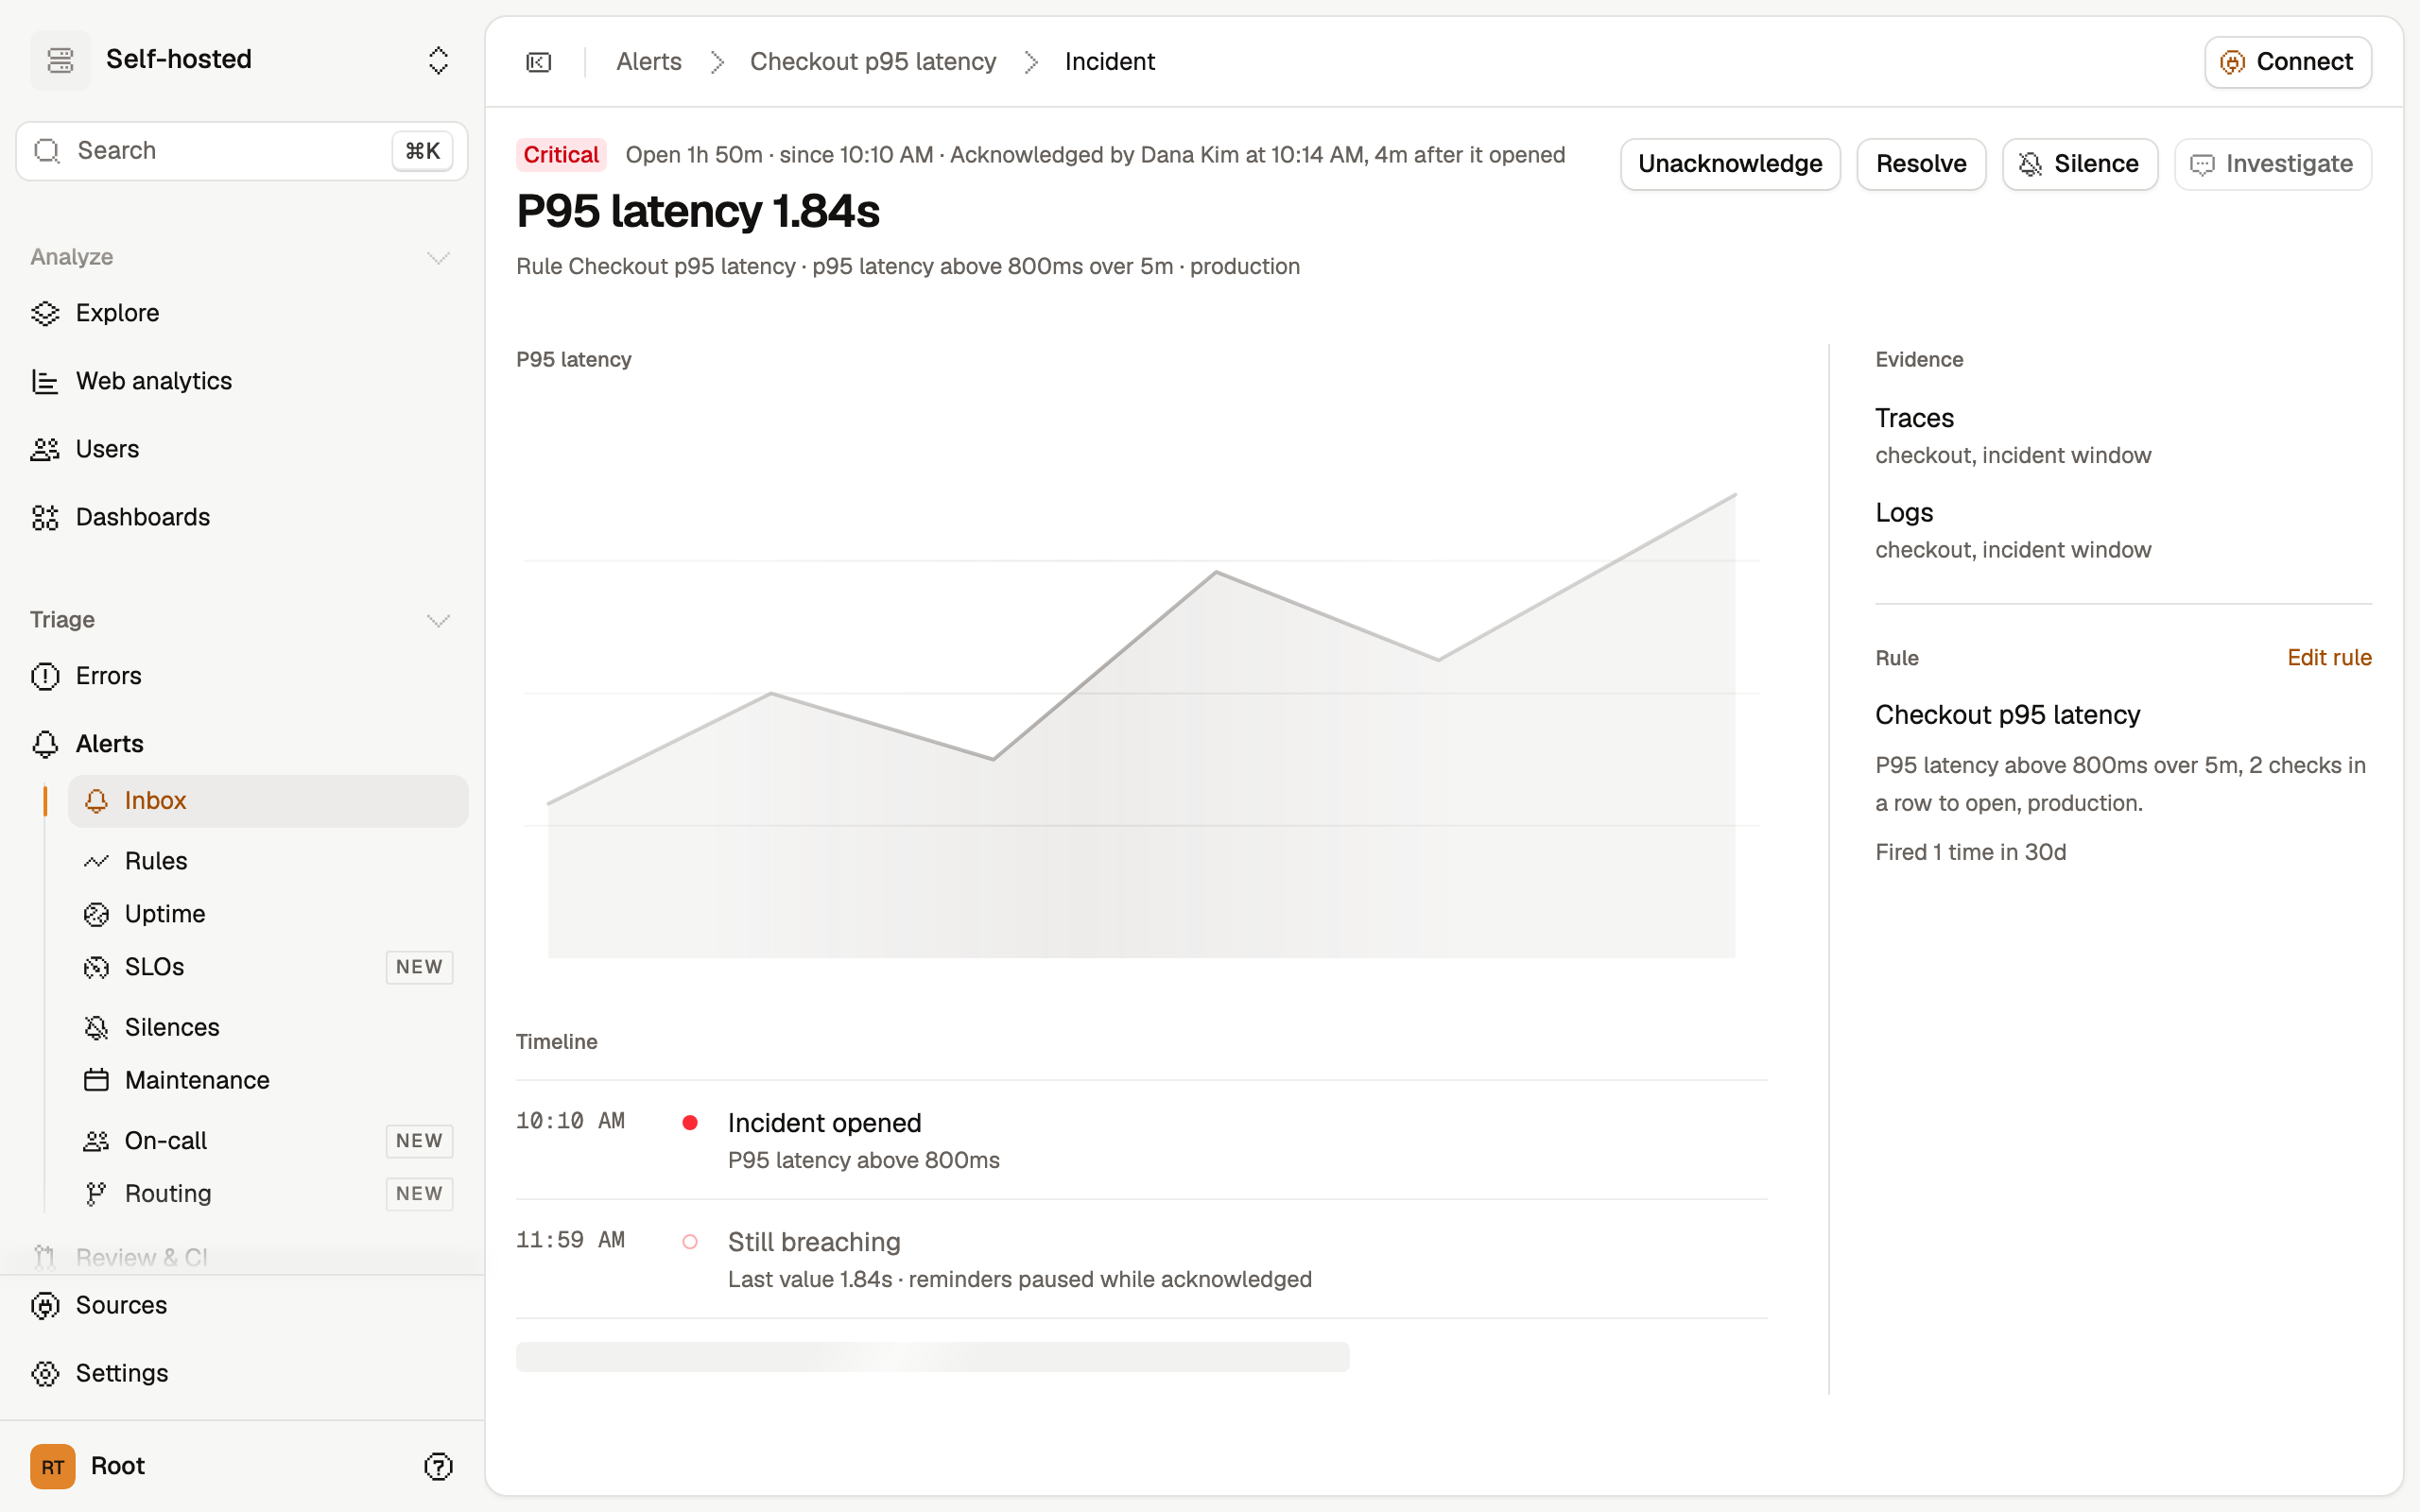 Self-hosted
Search
⌘K
Analyze
Explore
Web analytics
Users
Dashboards
Triage
Errors
Alerts
Inbox
Rules
Uptime
SLOs NEW
Silences
Maintenance
On-call NEW
Routing NEW
Review & CI
Sources
Settings
RT Root
Alerts Checkout p95 latency Incident
Connect
Critical Open 1h 50m · since 10:10 AM · Acknowledged by Dana Kim at 10:14 AM, 4m after it opened
Unacknowledge Resolve Silence Investigate
P95 latency 1.84s
Rule Checkout p95 latency · p95 latency above 800ms over 5m · production
P95 latency
Timeline
10:10 AM Incident opened
P95 latency above 800ms
11:59 AM Still breaching
Last value 1.84s · reminders paused while acknowledged
Evidence
Traces
checkout, incident window
Logs
checkout, incident window
Rule Edit rule
Checkout p95 latency
P95 latency above 800ms over 5m, 2 checks in
a row to open, production.
Fired 1 time in 30d